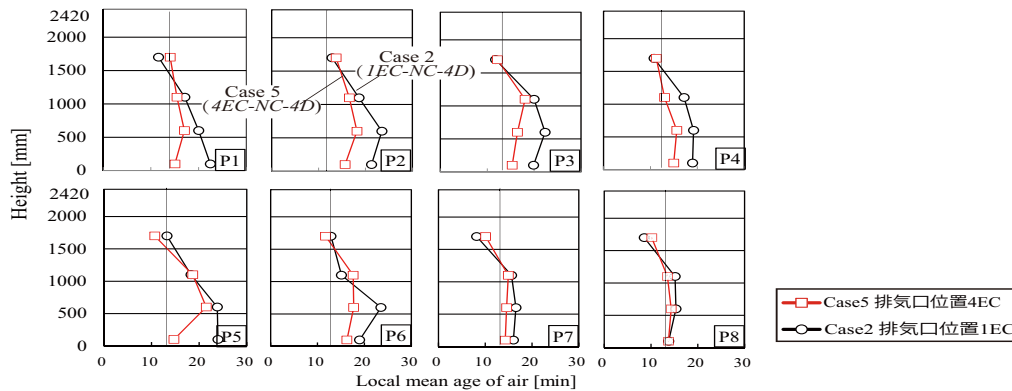 2420
2000
1500
1000
500
0
Case 2
(1EC-NC-4D)
Case 5
(4EC-NC-4D)
P1
P2
P3
P4
Height [mm]
2420
2000
1500
1000
500
0
P5
P6
P7
P8
0 10 20 30 0 10 20 30 0 10 20 30 0 10 20 30
Local mean age of air [min]
Case5 排気口位置4EC
Case2 排気口位置1EC